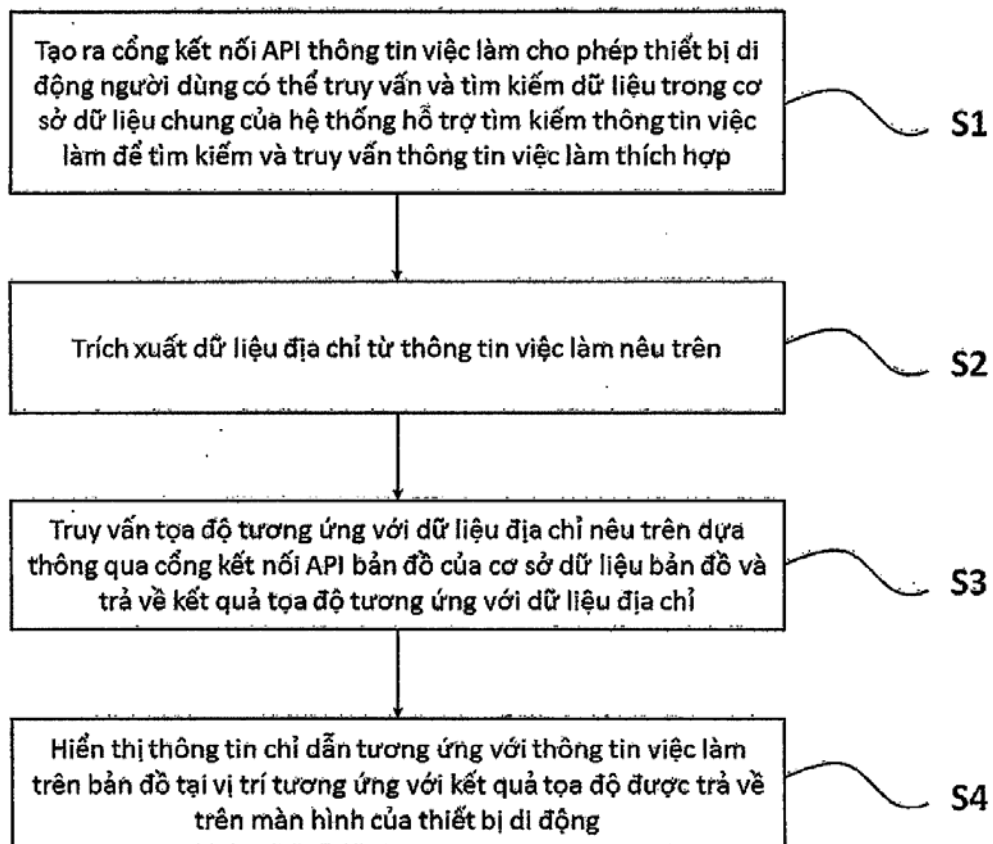 Tạo ra cổng kết nối API thông tin việc làm cho phép thiết bị di
động người dùng có thể truy vấn và tìm kiếm dữ liệu trong cơ
sở dữ liệu chung của hệ thống hỗ trợ tìm kiếm thông tin việc
làm để tìm kiếm và truy vấn thông tin việc làm thích hợp
S1
Trích xuất dữ liệu địa chỉ từ thông tin việc làm nêu trên
S2
Truy vấn tọa độ tương ứng với dữ liệu địa chỉ nêu trên dựa
thông qua cổng kết nối API bản đồ của cơ sở dữ liệu bản đồ và
trả về kết quả tọa độ tương ứng với dữ liệu địa chỉ
S3
Hiển thị thông tin chỉ dẫn tương ứng với thông tin việc làm
trên bản đồ tại vị trí tương ứng với kết quả tọa độ được trả về
trên màn hình của thiết bị di động
S4